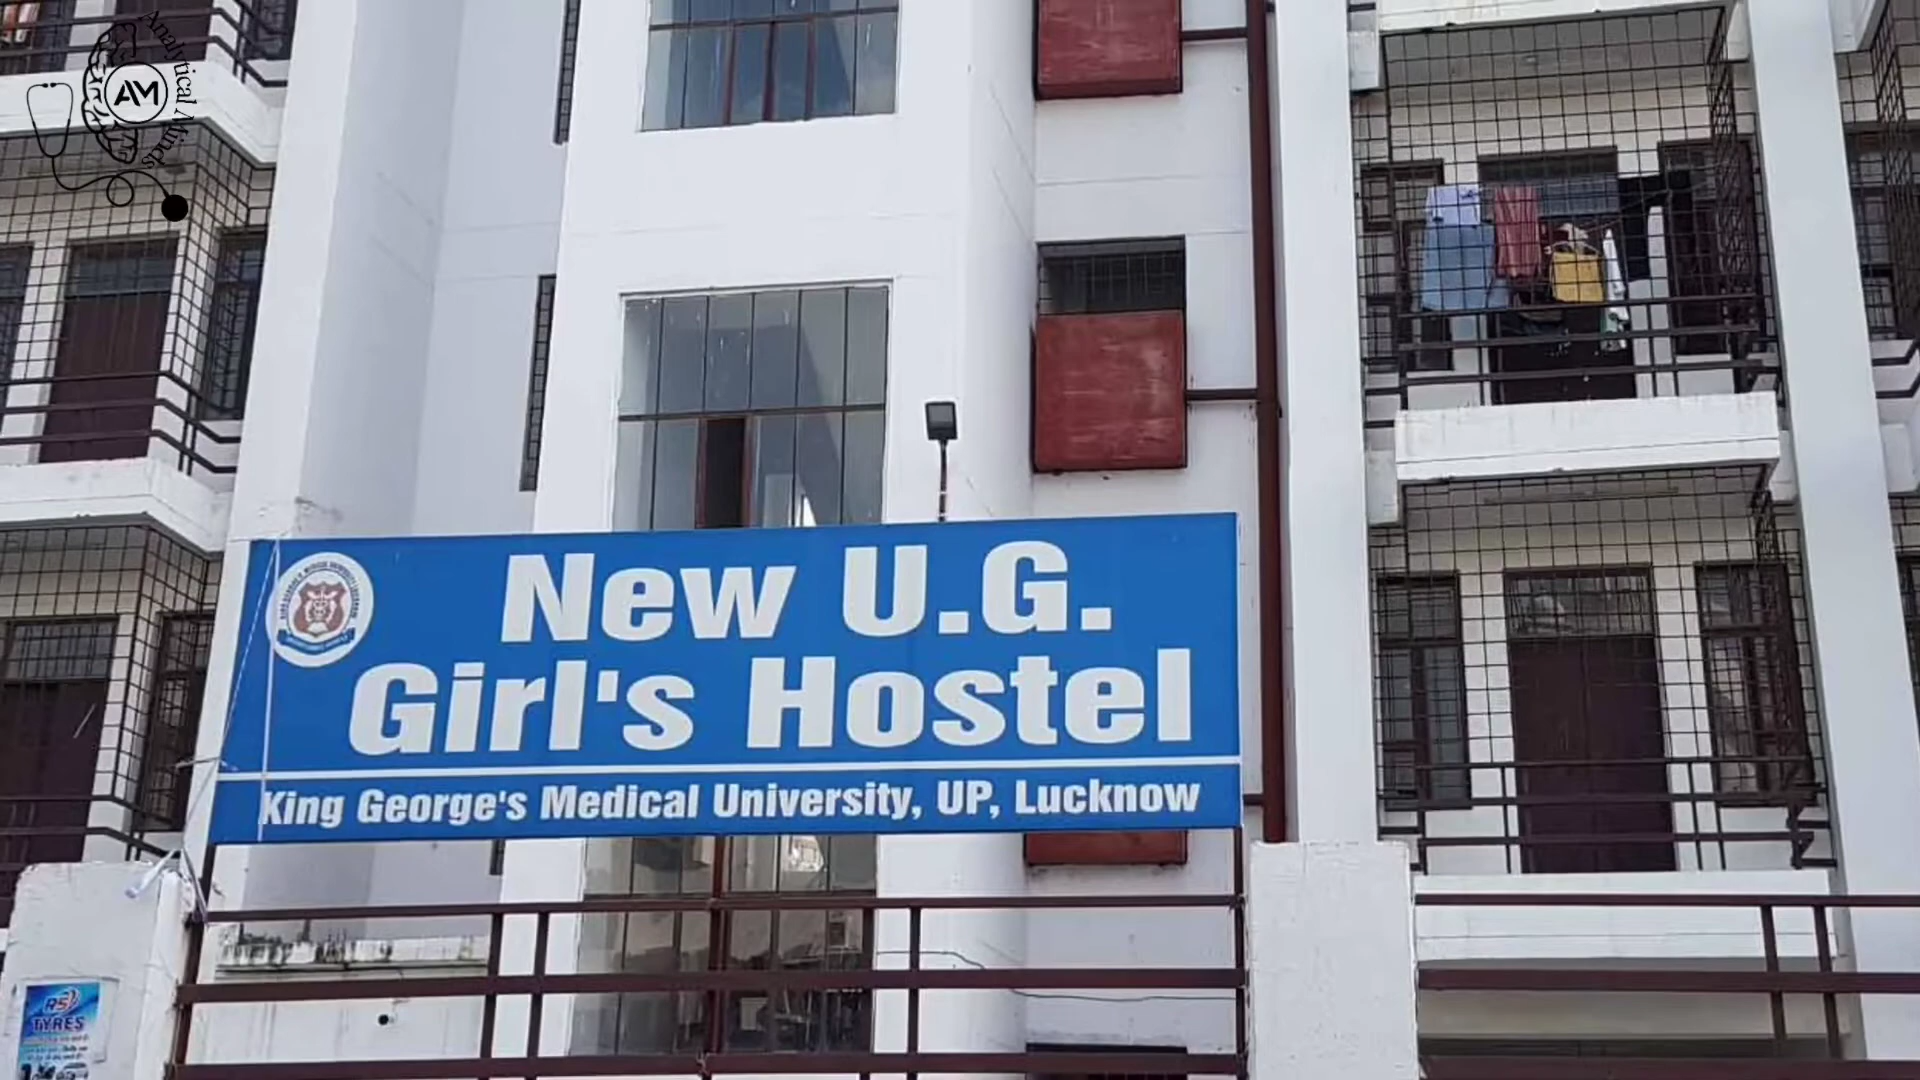 Analytical Minds
AM
New U.G.
Girl's Hostel
King George's Medical University, UP, Lucknow
RS
TYRES